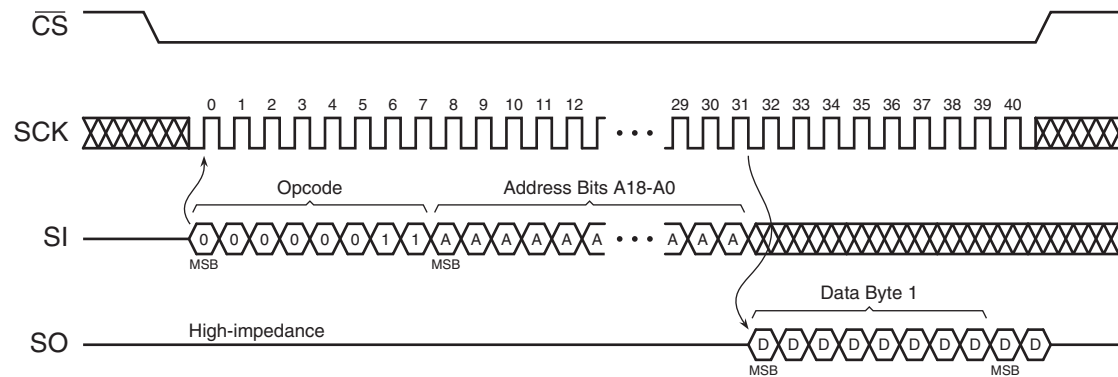 CS
0 1 2 3 4 5 6 7 8 9 10 11 12 29 30 31 32 33 34 35 36 37 38 39 40
SCK
Opcode Address Bits A18-A0
SI 0 0 0 0 0 0 1 1 A A A A A A A A A
MSB MSB
Data Byte 1
High-impedance
SO D D D D D D D D D D
MSB MSB